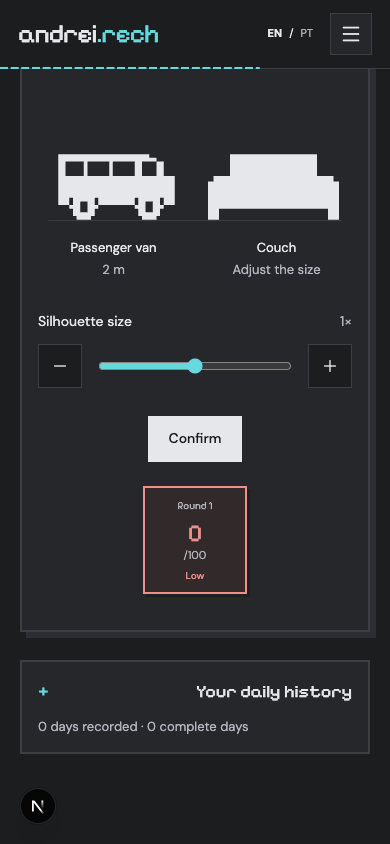 andrei.rech
EN / PT
Passenger van
2 m
Couch
Adjust the size
Silhouette size
1×
−
+
Confirm
Round 1
0
/100
Low
+
Your daily history
0 days recorded · 0 complete days
N